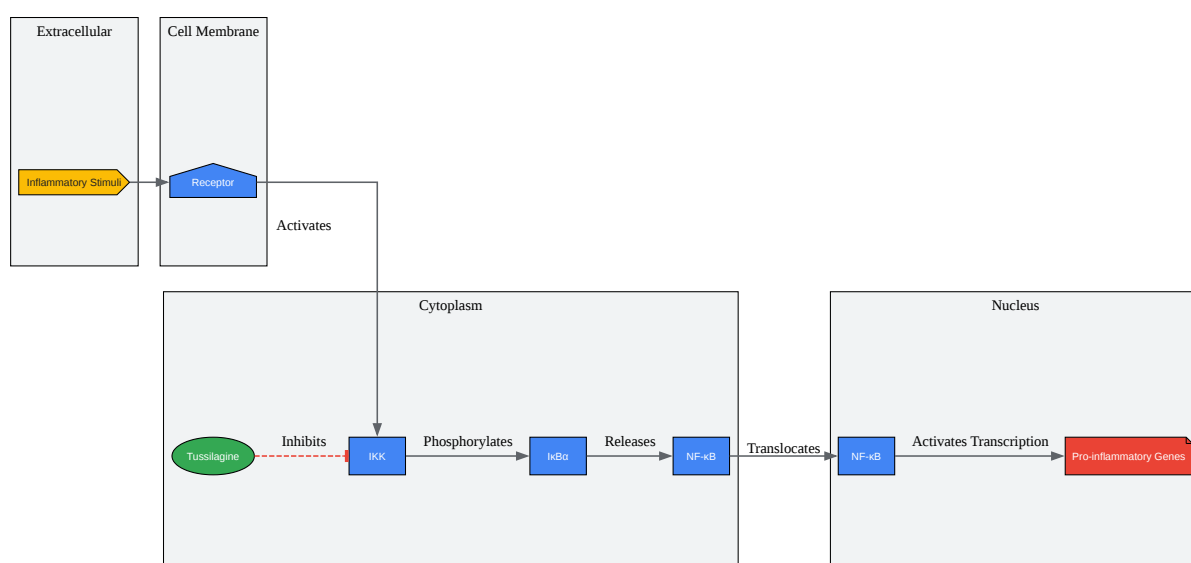 Extracellular
Cell Membrane
Inflammatory Stimuli
Receptor
Activates
Cytoplasm
Nucleus
Tussilagine
Inhibits
IKK
Phosphorylates
IκBα
Releases
NF-κB
Translocates
NF-κB
Activates Transcription
Pro-inflammatory Genes